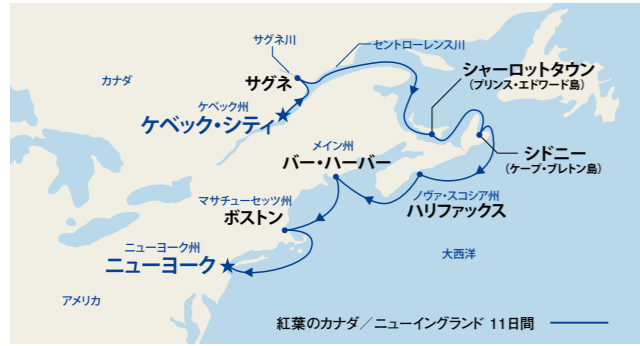 サグネ川
セントローレンス川
カナダ
サグネ
シャーロットタウン
(プリンス・エドワード島)
ケベック州
ケベック・シティ
メイン州
バー・ハーバー
シドニー
(ケープ・ブレトン島)
マサチューセッツ州
ボストン
ノヴァ・スコシア州
ハリファックス
ニューヨーク州
ニューヨーク
大西洋
アメリカ
紅葉のカナダ/ニューイングランド 11日間